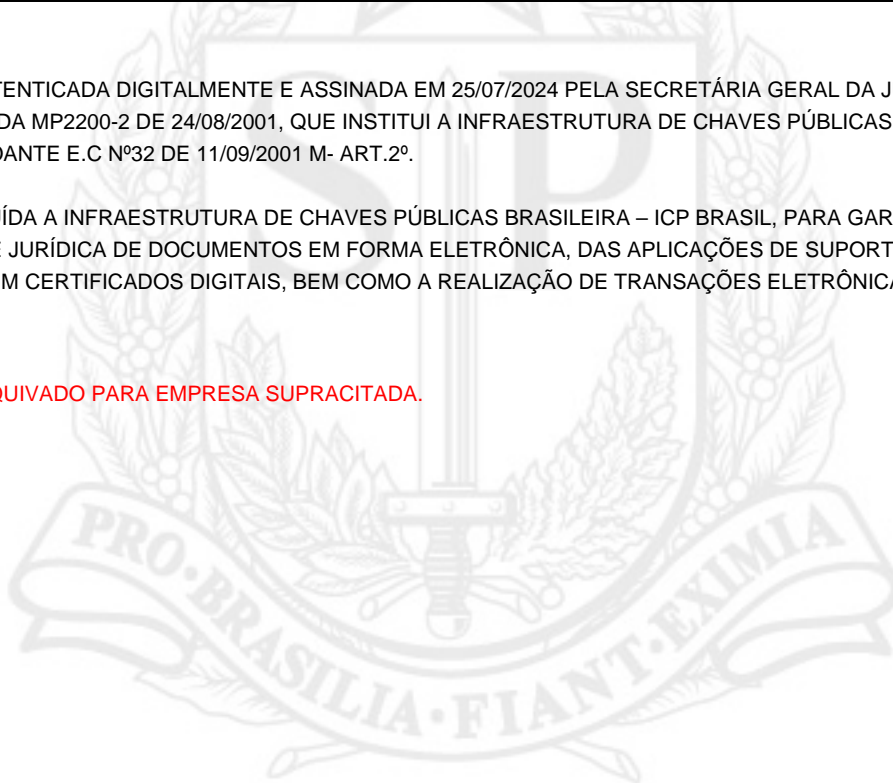 TENTICADA DIGITALMENTE E ASSINADA EM 25/07/2024 PELA SECRETÁRIA GERAL DA J
DA MP2200-2 DE 24/08/2001, QUE INSTITUI A INFRAESTRUTURA DE CHAVES PÚBLICAS
DANTE E.C Nº32 DE 11/09/2001 M- ART.2º.
ÍDA A INFRAESTRUTURA DE CHAVES PÚBLICAS BRASILEIRA – ICP BRASIL, PARA GAR
E JURÍDICA DE DOCUMENTOS EM FORMA ELETRÔNICA, DAS APLICAÇÕES DE SUPORT
M CERTIFICADOS DIGITAIS, BEM COMO A REALIZAÇÃO DE TRANSAÇÕES ELETRÔNICA
QUIVADO PARA EMPRESA SUPRACITADA.
SP
PRO·BRASILIA·FIANT·EXIMIA